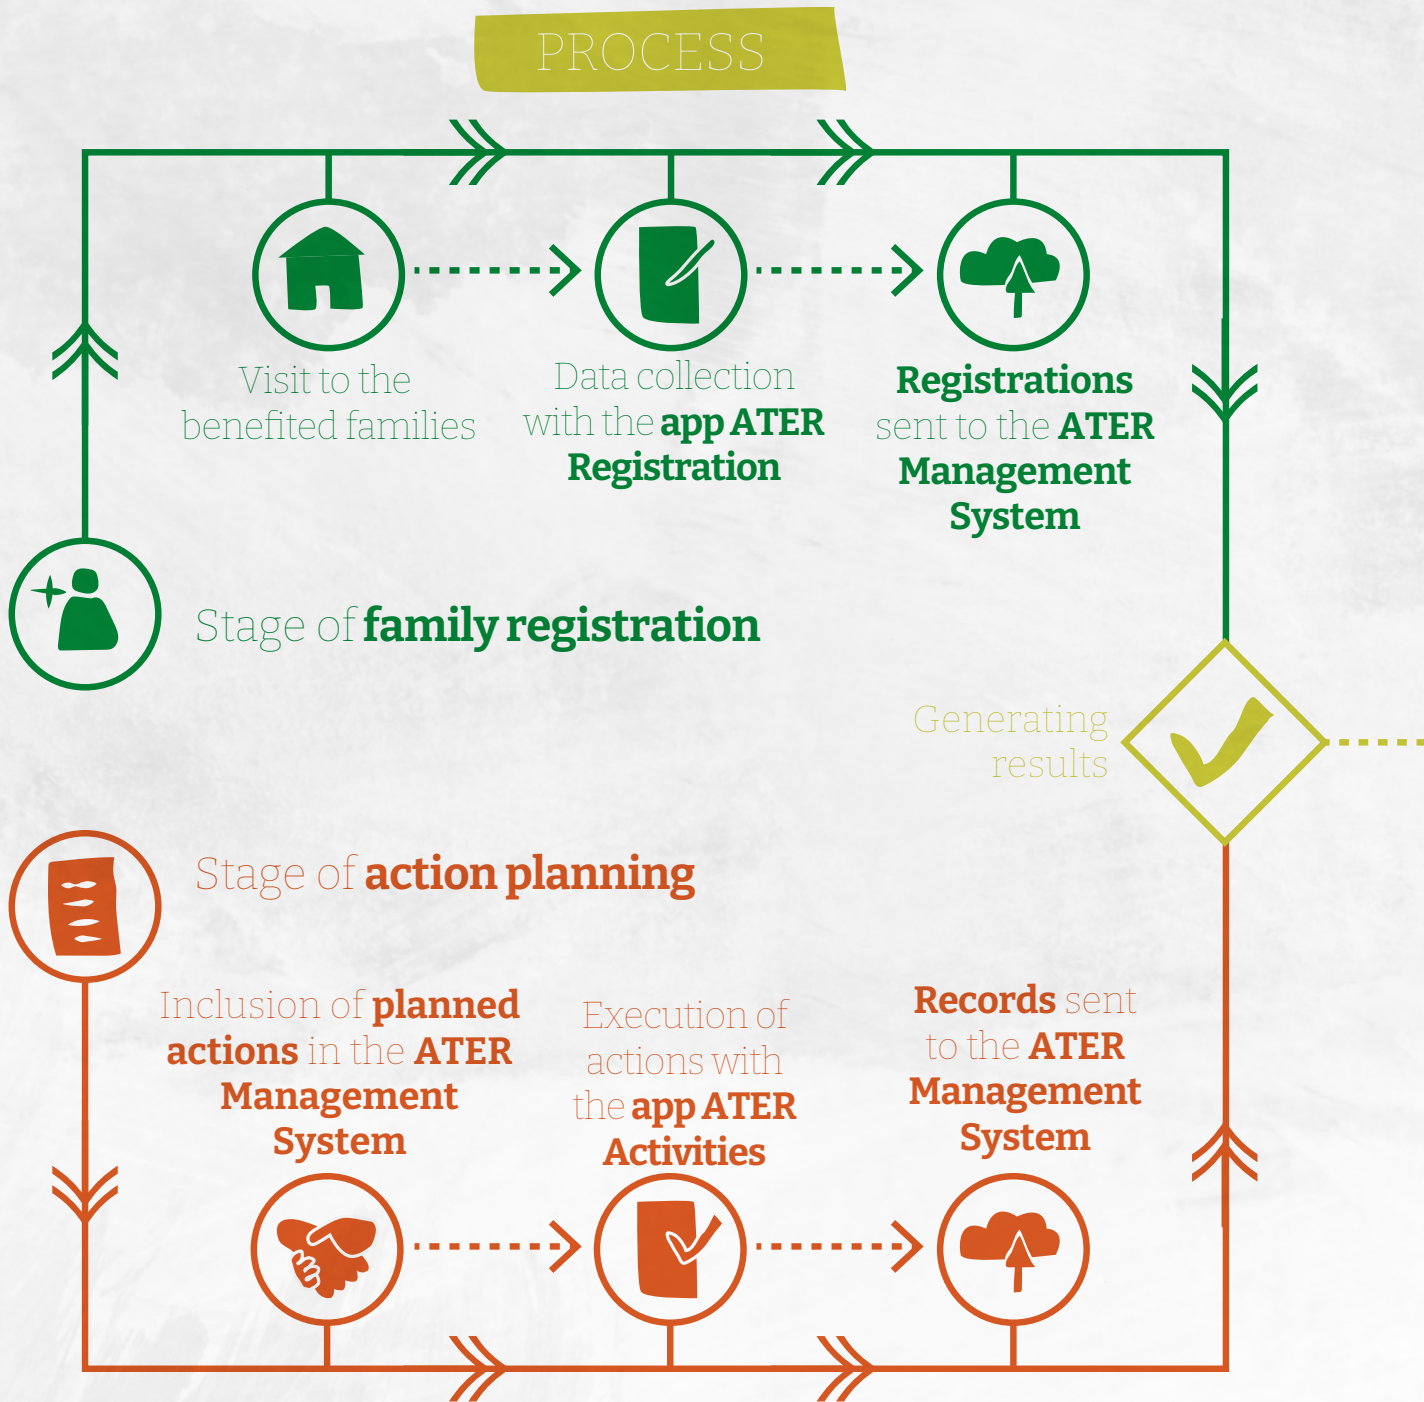 PROCESS
Visit to the
benefited families
Data collection
with the app ATER
Registration
Registrations
sent to the ATER
Management
System
Stage of family registration
Generating
results
Stage of action planning
Inclusion of planned
actions in the ATER
Management
System
Execution of
actions with
the app ATER
Activities
Records sent
to the ATER
Management
System